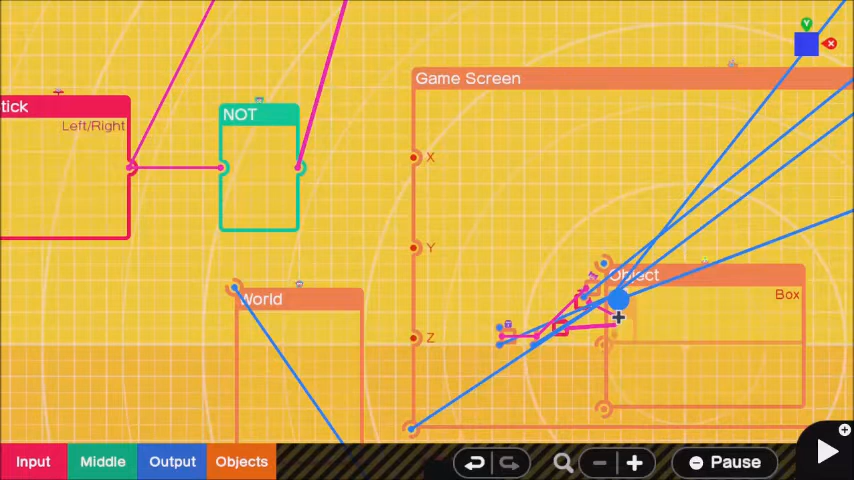 Y
X
Game Screen
tick
Left/Right
NOT
X
Y
Object
Box
World
Z
Input
Middle
Output
Objects
Pause